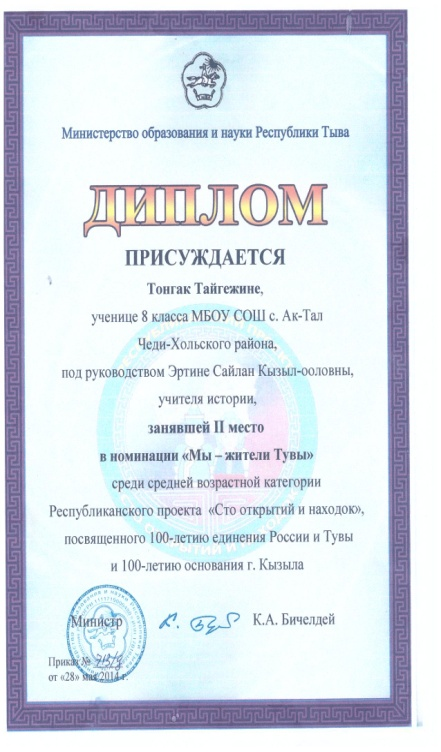 Министерство образования и науки Республики Тыва
ДИПЛОМ
ПРИСУЖДАЕТСЯ
Тонгак Тайгежине,
ученице 8 класса МБОУ СОШ с. Ак-Тал
Чеди-Хольского района,
под руководством Эртине Сайлан Кызыл-ооловны,
учителя истории,
занявшей II место
в номинации «Мы – жители Тувы»
среди средней возрастной категории
Республиканского проекта «Сто открытий и находок»,
посвященного 100-летию единения России и Тувы
и 100-летию основания г. Кызыла
Министр К.А. Бичелдей
Приказ №
от «28» мая 2014 г.